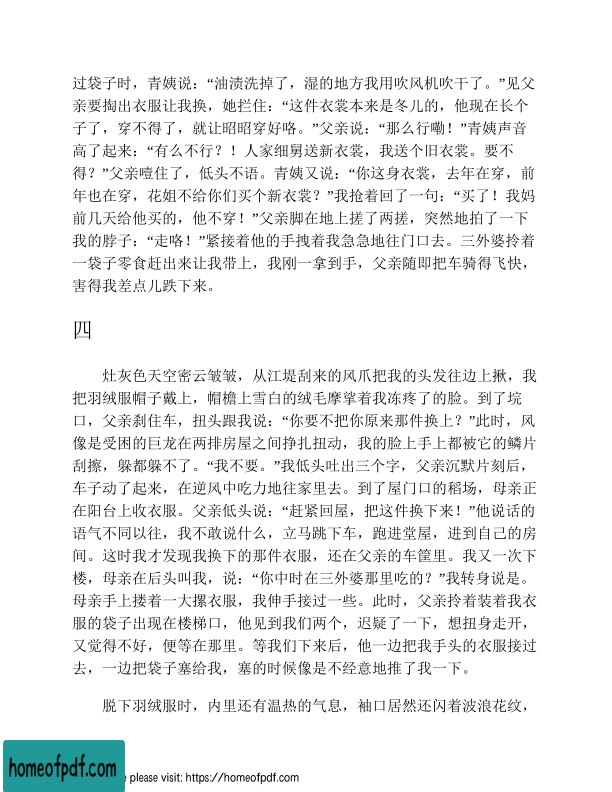 过袋子时，青姨说：“油渍洗掉了，湿的地方我用吹风机吹干了。”见父
亲要掏出衣服让我换，她拦住：“这件衣裳本来是冬儿的，他现在长个
子了，穿不得了，就让昭昭穿好咯。”父亲说：“那么行嘞！”青姨声音
高了起来：“有么不行？！人家细舅送新衣裳，我送个旧衣裳。要不
得？”父亲噎住了，低头不语。青姨又说：“你这身衣裳，去年在穿，前
年也在穿，花姐不给你们买个新衣裳？”我抢着回了一句：“买了！我妈
前几天给他买的，他不穿！”父亲脚在地上搓了两搓，突然地拍了一下
我的脖子：“走咯！”紧接着他的手拽着我急急地往门口去。三外婆拎着
一袋子零食赶出来让我带上，我刚一拿到手，父亲随即把车骑得飞快，
害得我差点儿跌下来。
四
灶灰色天空密云皱皱，从江堤刮来的风爪把我的头发往边上揪，我
把羽绒服帽子戴上，帽檐上雪白的绒毛摩挲着我冻疼了的脸。到了垸
口，父亲刹住车，扭头跟我说：“你要不把你原来那件换上？”此时，风
像是受困的巨龙在两排房屋之间挣扎扭动，我的脸上手上都被它的鳞片
刮擦，躲都躲不了。“我不要。”我低头吐出三个字，父亲沉默片刻后，
车子动了起来，在逆风中吃力地往家里去。到了屋门口的稻场，母亲正
在阳台上收衣服。父亲低头说：“赶紧回屋，把这件换下来！”他说话的
语气不同以往，我不敢说什么，立马跳下车，跑进堂屋，进到自己的房
间。这时我才发现我换下的那件衣服，还在父亲的车筐里。我又一次下
楼，母亲在后头叫我，说：“你中时在三外婆那里吃的？”我转身说是。
母亲手上搂着一大摞衣服，我伸手接过一些。此时，父亲拎着装着我衣
服的袋子出现在楼梯口，他见到我们两个，迟疑了一下，想扭身走开，
又觉得不好，便等在那里。等我们下来后，他一边把我手头的衣服接过
去，一边把袋子塞给我，塞的时候像是不经意地推了我一下。
脱下羽绒服时，内里还有温热的气息，袖口居然还闪着波浪花纹，
homeofpdf.com
e please visit: https://homeofpdf.com